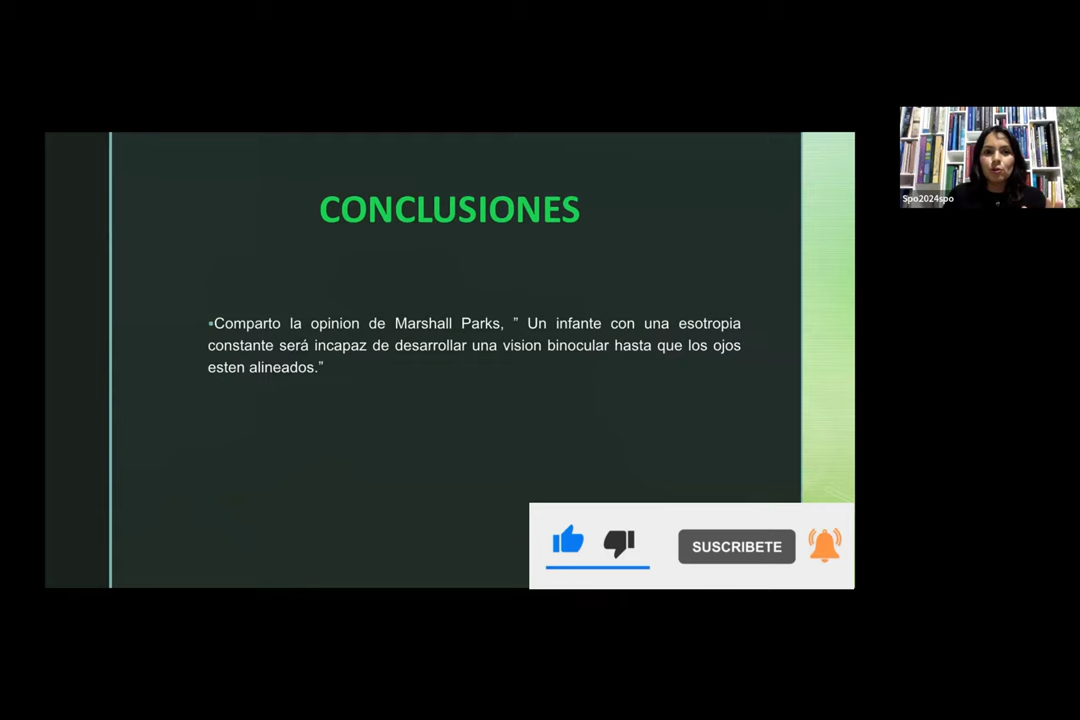 CONCLUSIONES
▪Comparto la opinion de Marshall Parks, ” Un infante con una esotropia
constante será incapaz de desarrollar una vision binocular hasta que los ojos
esten alineados.”
SUSCRIBETE
Spo2024spo